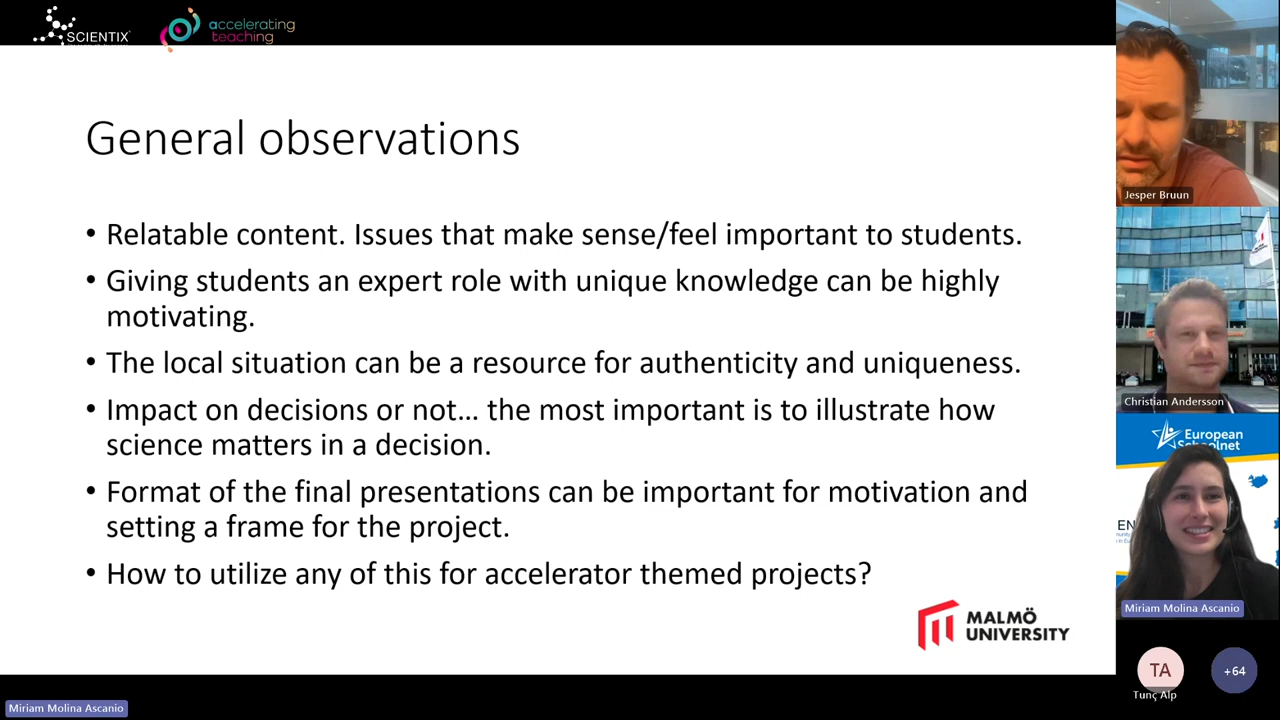 SCIENTIX
accelerating
teaching
General observations
• Relatable content. Issues that make sense/feel important to students.
• Giving students an expert role with unique knowledge can be highly
motivating.
• The local situation can be a resource for authenticity and uniqueness.
• Impact on decisions or not… the most important is to illustrate how
science matters in a decision.
• Format of the final presentations can be important for motivation and
setting a frame for the project.
• How to utilize any of this for accelerator themed projects?
MALMÖ
UNIVERSITY
Jesper Bruun
Christian Andersson
European
Schoolnet
EN
Miriam Molina Ascanio
TA
Tunç Alp
+64
Miriam Molina Ascanio